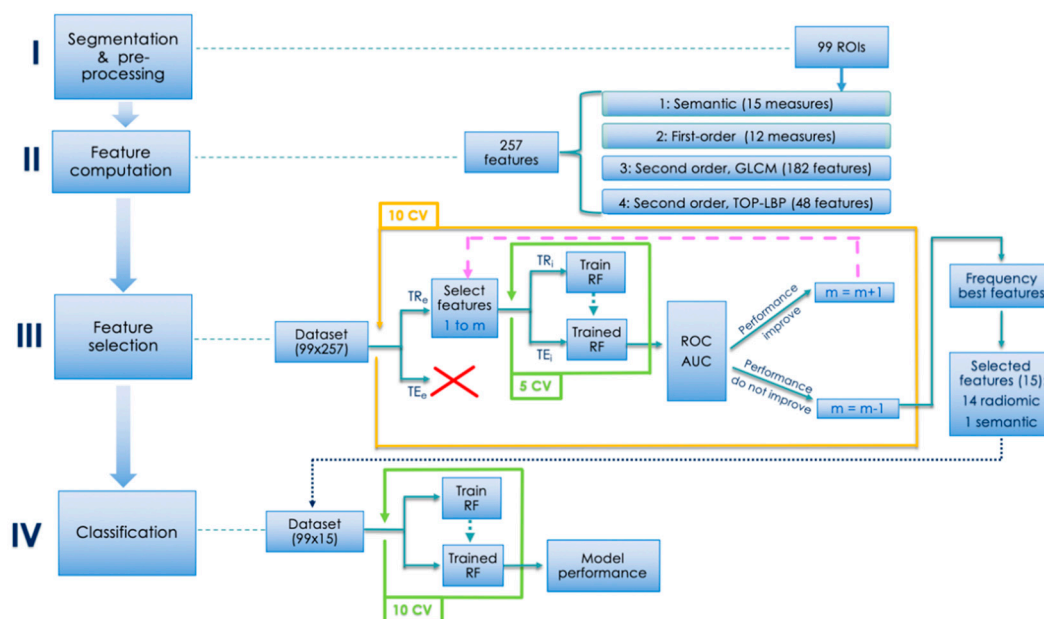 I
Segmentation
& pre-
processing
99 ROIs
II
Feature
computation
257
features
1: Semantic (15 measures)
2: First-order (12 measures)
3: Second order, GLCM (182 features)
4: Second order, TOP-LBP (48 features)
III
Feature
selection
Dataset
(99x257)
10 CV
TRe
TEe
Select
features
1 to m
TRi
TEi
Train
RF
Trained
RF
5 CV
ROC
AUC
Performance
improve
m = m+1
Performance
do not improve
m = m-1
Frequency
best features
Selected
features (15)
14 radiomic
1 semantic
IV
Classification
Dataset
(99x15)
Train
RF
Trained
RF
10 CV
Model
performance